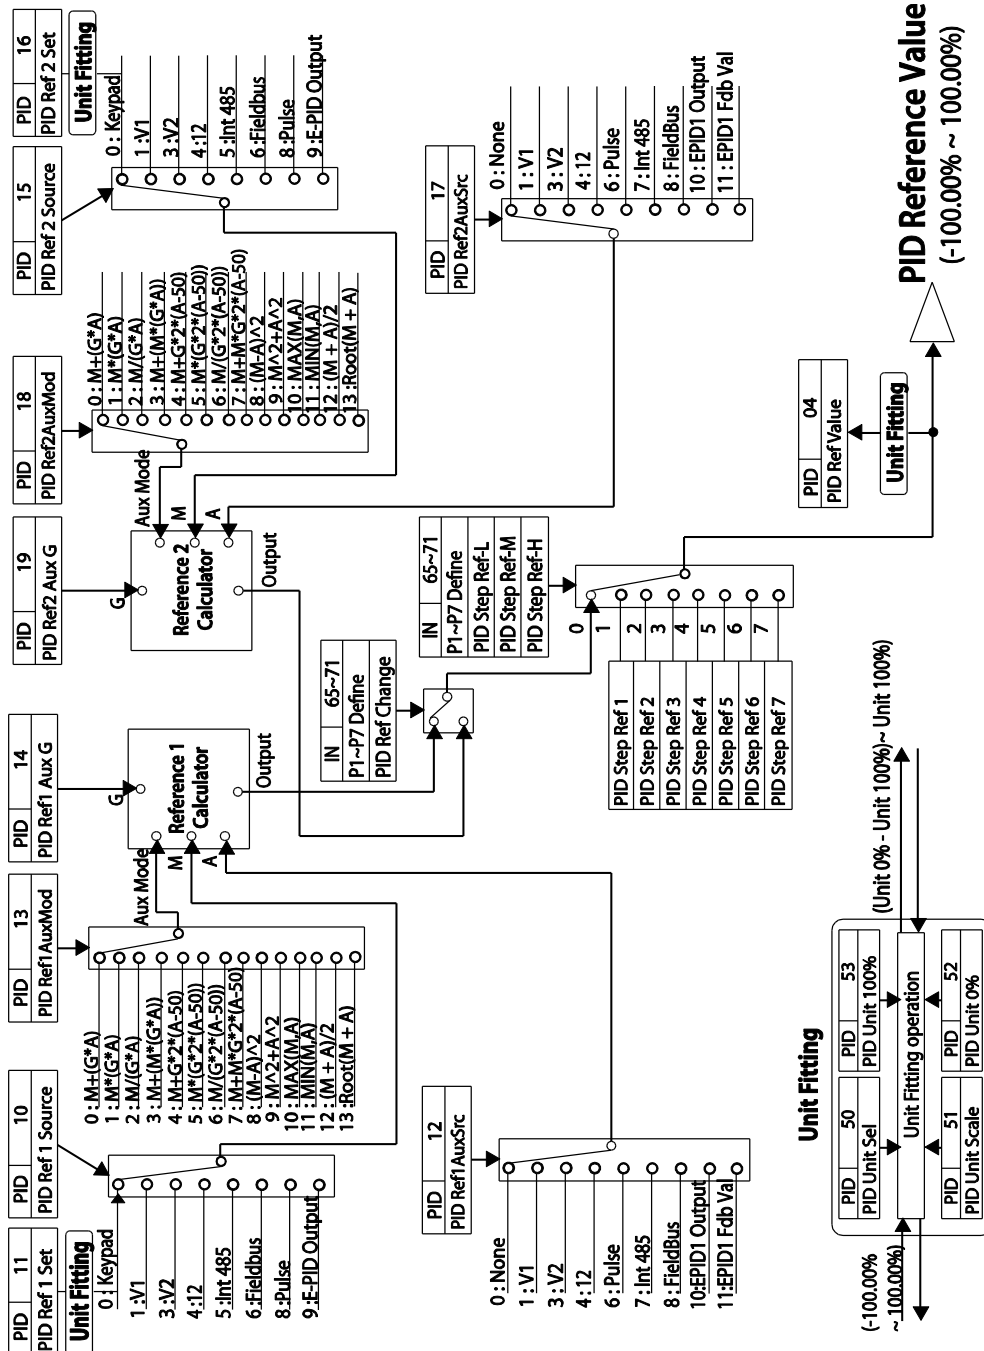 PID 11
PID Ref 1 Set
Unit Fitting
PID 10
PID Ref 1 Source
0 : Keypad
1 :V1
3 :V2
4:12
5 :Int 485
6:Fieldbus
8:Pulse
9:E-PID Output
PID 13
PID Ref1AuxMod
0 : M+(G*A)
1 : M*(G*A)
2 : M/(G*A)
3 : M+(M*(G*A))
4 : M+G*2*(A-50)
5 : M*(G*2*(A-50))
6 : M/(G*2*(A-50))
7 : M+M*G*2*(A-50)
8 : (M-A)^2
9 : M^2+A^2
10 : MAX(M,A)
11 : MIN(M,A)
12 : (M + A)/2
13 :Root(M + A)
PID 14
PID Ref1 Aux G
G
Aux Mode
M
A
Reference 1
Calculator
Output
PID 12
PID Ref1AuxSrc
0 : None
1 : V1
3 : V2
4 : 12
6 : Pulse
7 : Int 485
8 : FieldBus
10:EPID1 Output
11:EPID1 Fdb Val
PID 16
PID Ref 2 Set
Unit Fitting
PID 15
PID Ref 2 Source
0 : Keypad
1 :V1
3 :V2
4:12
5 :Int 485
6:Fieldbus
8:Pulse
9:E-PID Output
PID 18
PID Ref2AuxMod
0 : M+(G*A)
1 : M*(G*A)
2 : M/(G*A)
3 : M+(M*(G*A))
4 : M+G*2*(A-50)
5 : M*(G*2*(A-50))
6 : M/(G*2*(A-50))
7 : M+M*G*2*(A-50)
8 : (M-A)^2
9 : M^2+A^2
10 : MAX(M,A)
11 : MIN(M,A)
12 : (M + A)/2
13 :Root(M + A)
PID 19
PID Ref2 Aux G
G
Aux Mode
M
A
Reference 2
Calculator
Output
PID 17
PID Ref2AuxSrc
0 : None
1 : V1
3 : V2
4 : 12
6 : Pulse
7 : Int 485
8 : FieldBus
10 : EPID1 Output
11 : EPID1 Fdb Val
IN 65~71
P1~P7 Define
PID Ref Change
IN 65~71
P1~P7 Define
PID Step Ref-L
PID Step Ref-M
PID Step Ref-H
0
1
2
3
4
5
6
7
PID Step Ref 1
PID Step Ref 2
PID Step Ref 3
PID Step Ref 4
PID Step Ref 5
PID Step Ref 6
PID Step Ref 7
PID 04
PID Ref Value
Unit Fitting
PID Reference Value
(-100.00% ~ 100.00%)
Unit Fitting
PID 50
PID Unit Sel
PID 53
PID Unit 100%
Unit Fitting operation
PID 51
PID Unit Scale
PID 52
PID Unit 0%
(-100.00%
~ 100.00%)
(Unit 0% - Unit 100%)~ Unit 100%)